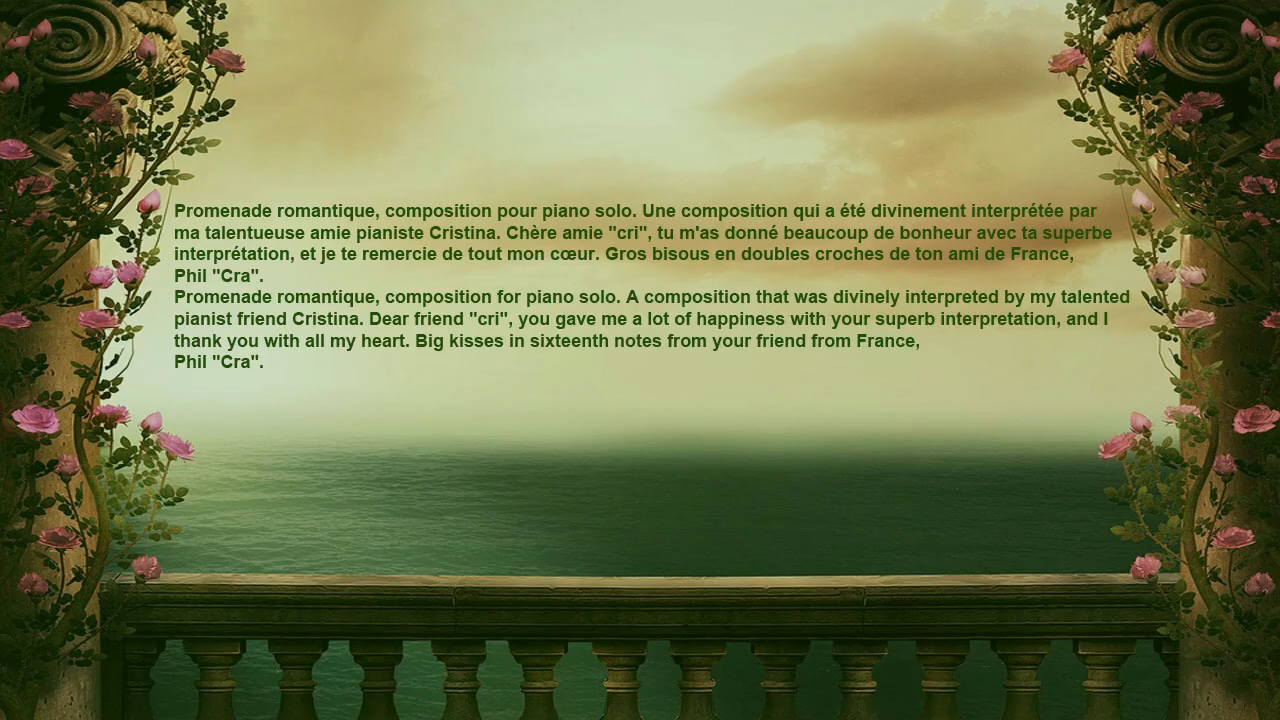 Promenade romantique, composition pour piano solo. Une composition qui a été divinement interprétée par
ma talentueuse amie pianiste Cristina. Chère amie "cri", tu m'as donné beaucoup de bonheur avec ta superbe
interprétation, et je te remercie de tout mon cœur. Gros bisous en doubles croches de ton ami de France,
Phil "Cra".
Promenade romantique, composition for piano solo. A composition that was divinely interpreted by my talented
pianist friend Cristina. Dear friend "cri", you gave me a lot of happiness with your superb interpretation, and I
thank you with all my heart. Big kisses in sixteenth notes from your friend from France,
Phil "Cra".